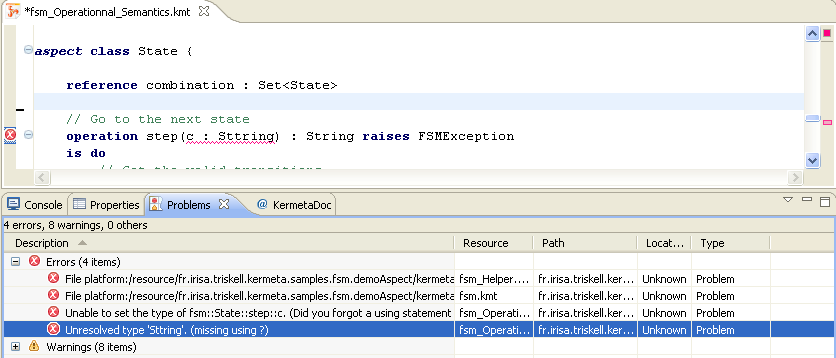 *fsm_Operationnal_Semantics.kmt
aspect class State {
reference combination : Set<State>
// Go to the next state
operation step(c : Sttring) : String raises FSMException
is do
// Get the valid transitions
Console Properties Problems @ KermetaDoc
4 errors, 8 warnings, 0 others
Description Resource Path Locat... Type
Errors (4 items)
File platform:/resource/fr.irisa.triskell.kermeta.samples.fsm.demoAspect/kermeta fsm_Helper.... fr.irisa.triskell.ker... Unknown Problem
File platform:/resource/fr.irisa.triskell.kermeta.samples.fsm.demoAspect/kermeta fsm.kmt fr.irisa.triskell.ker... Unknown Problem
Unable to set the type of fsm::State::step::c. (Did you forgot a using statement fsm_Operati... fr.irisa.triskell.ker... Unknown Problem
Unresolved type 'Sttring'. (missing using ?) fsm_Operati... fr.irisa.triskell.ker... Unknown Problem
Warnings (8 items)